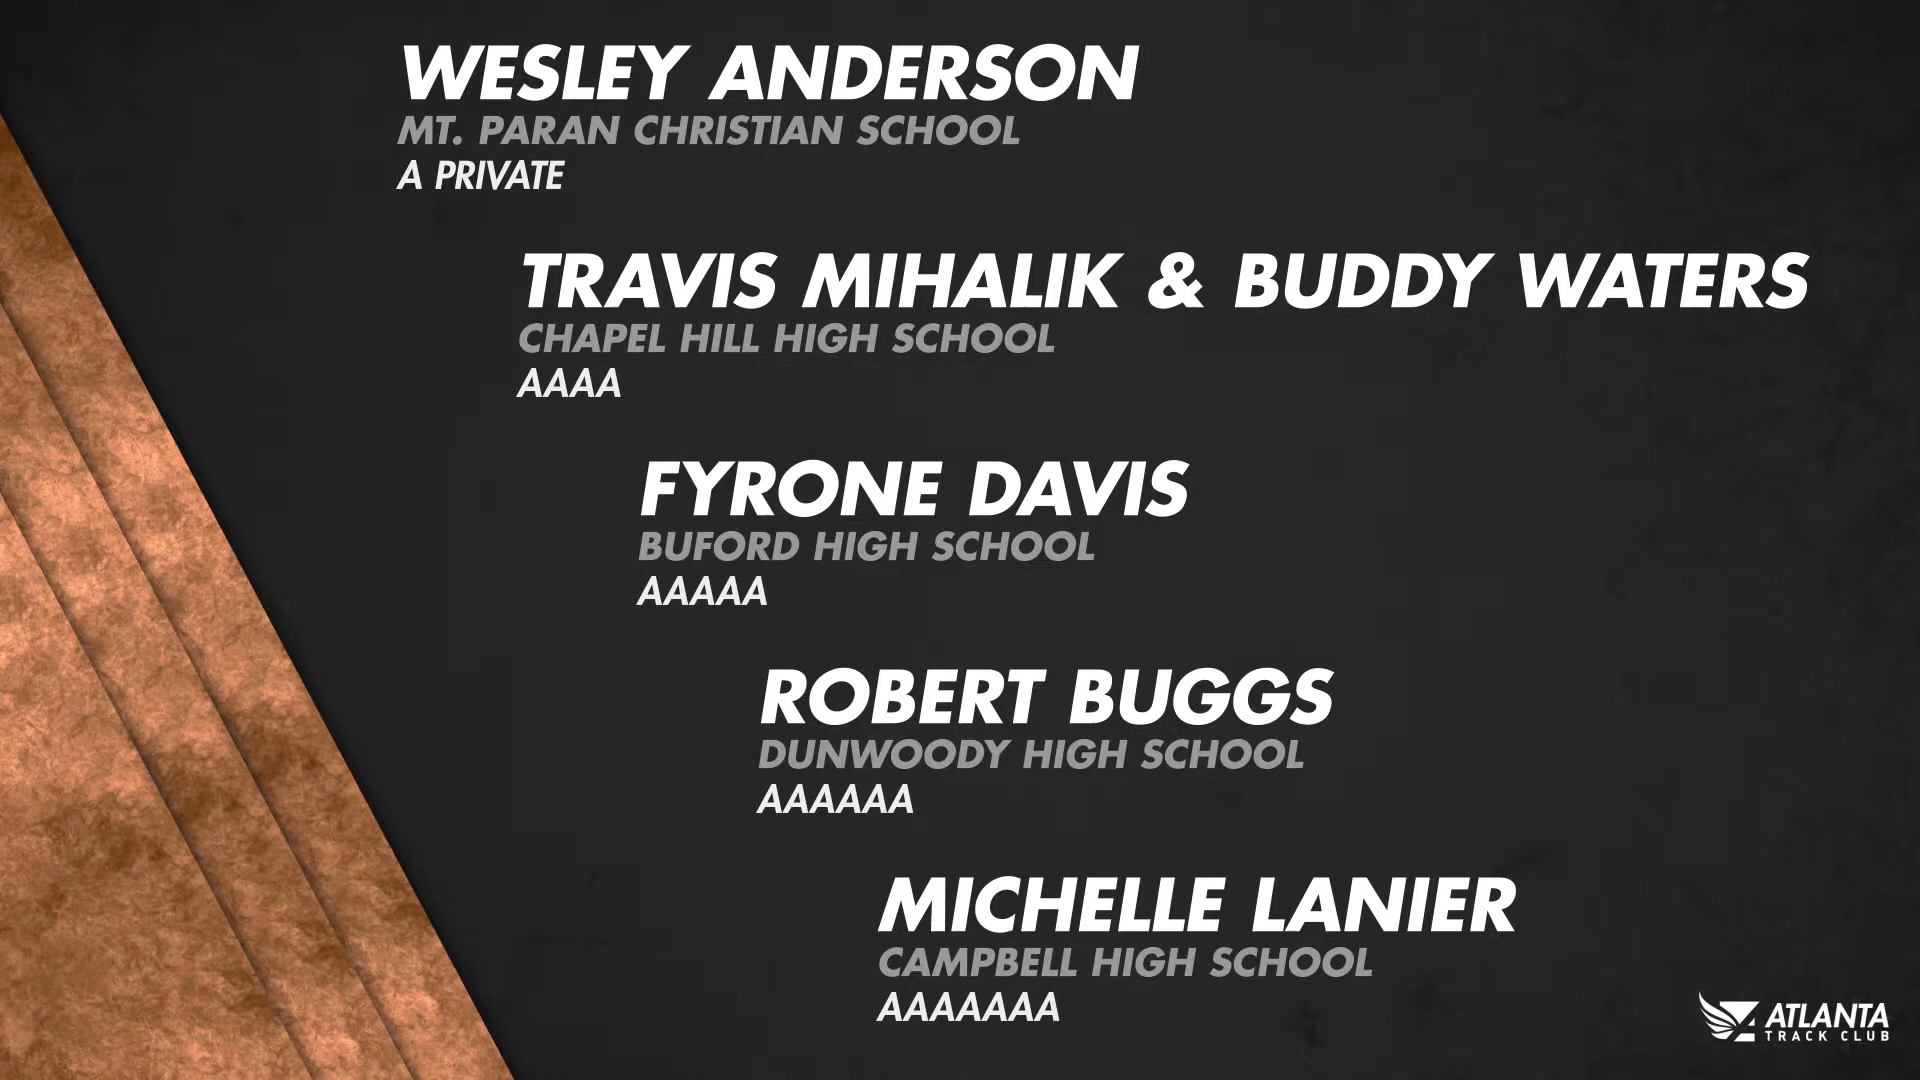 WESLEY ANDERSON
MT. PARAN CHRISTIAN SCHOOL
A PRIVATE
TRAVIS MIHALIK & BUDDY WATERS
CHAPEL HILL HIGH SCHOOL
AAAA
FYRONE DAVIS
BUFORD HIGH SCHOOL
AAAAA
ROBERT BUGGS
DUNWOODY HIGH SCHOOL
AAAAAA
MICHELLE LANIER
CAMPBELL HIGH SCHOOL
AAAAAAA
ATLANTA
TRACK CLUB